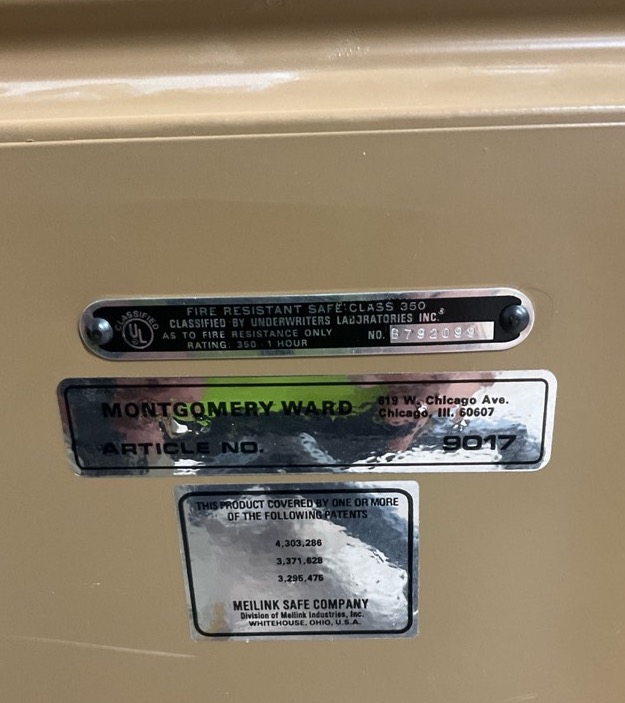 FIRE RESISTANT SAFE CLASS 350
CLASSIFIED BY UNDERWRITERS LABORATORIES INC.®
AS TO FIRE RESISTANCE ONLY
RATING: 350 - 1 HOUR
NO.
CLASSIFIED
UL
MONTGOMERY WARD
619 W. Chicago Ave.
Chicago, Ill. 60607
ARTICLE NO. 9017
THIS PRODUCT COVERED BY ONE OR MORE
OF THE FOLLOWING PATENTS
4,303,286
3,371,628
3,295,475
MEILINK SAFE COMPANY
Division of Meilink Industries, Inc.
WHITEHOUSE, OHIO, U.S.A.